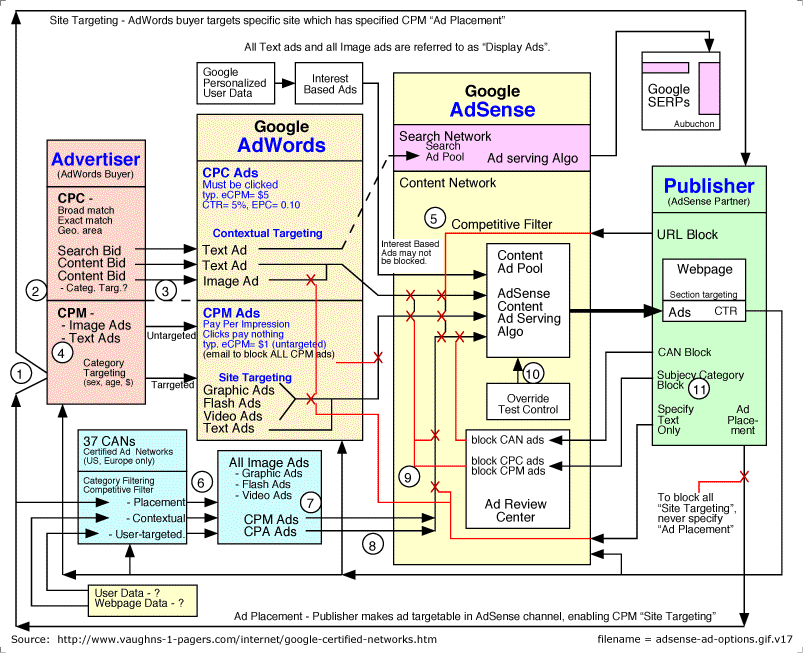 Site Targeting - AdWords buyer targets specific site which has specified CPM “Ad Placement”
All Text ads and all Image ads are referred to as “Display Ads”.
Google
Personalized
User Data
Interest
Based Ads
Google
SERPs
Aubuchon
Advertiser
(AdWords Buyer)
CPC -
Broad match
Exact match
Geo. area
Search Bid
Content Bid
Content Bid
- Categ. Targ.?
2
3
CPM -
- Image Ads
- Text Ads
4
Category
Targeting
(sex, age, $)
1
Untargeted
Tarrgeted
Google
AdWords
CPC Ads
Must be clicked
typ. eCPM= $5
CTR= 5%, EPC= 0.10
Contextual Targeting
Text Ad
Text Ad
Image Ad
CPM Ads
Pay Per Impression
Clicks pay nothing
typ. eCPM= $1 (untargeted)
(email to block ALL CPM ads)
Site Targeting
Graphic Ads
Flash Ads
Video Ads
Text Ads
Google
AdSense
Search Network
Search
Ad Pool
Ad serving Algo
Content Network
5
Competitive Filter
Interest Based
Ads may not
be blocked.
Content
Ad Pool
AdSense
Content
Ad Serving
Algo
10
Override
Test Control
block CAN ads
block CPC ads
block CPM ads
9
Ad Review
Center
Publisher
(AdSense Partner)
URL Block
Webpage
Section targeting
Ads
CTR
CAN Block
Subjecy Category
Block
11
Specify
Text
Only
Ad
Place-
ment
To block all
“Site Targeting”,
never specify
“Ad Placement”
37 CANs
Certified Ad Networks
(US, Europe only)
Category Filtering
Competitive Filter
- Placement
- Contextual
- User-targeted.
6
All Image Ads
- Graphic Ads
- Flash Ads
- Video Ads
7
CPM Ads
CPA Ads
8
User Data - ?
Webpage Data - ?
Ad Placement - Publisher makes ad targetable in AdSense channel, enabling CPM “Site Targeting”
Source: http://www.vaughns-1-pagers.com/internet/google-certified-networks.htm
filename = adsense-ad-options.gif.v17